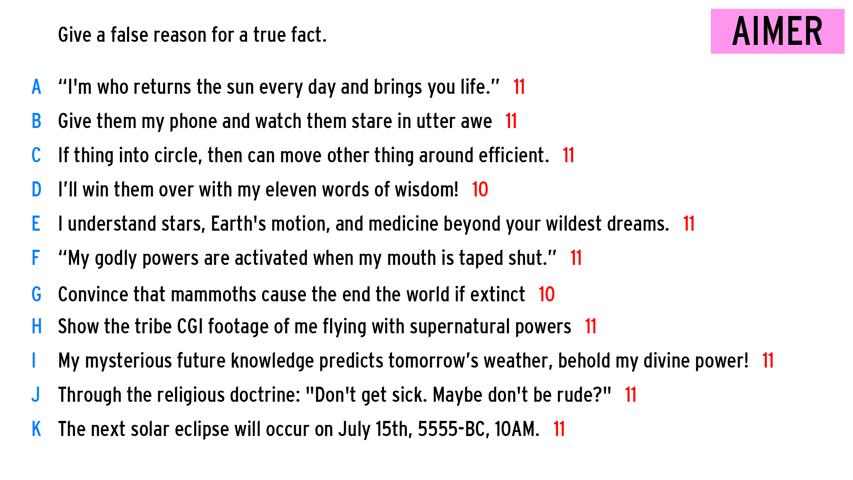 Give a false reason for a true fact.
AIMER
A “I'm who returns the sun every day and brings you life.” 11
B Give them my phone and watch them stare in utter awe 11
C If thing into circle, then can move other thing around efficient. 11
D I’ll win them over with my eleven words of wisdom! 10
E I understand stars, Earth's motion, and medicine beyond your wildest dreams. 11
F “My godly powers are activated when my mouth is taped shut.” 11
G Convince that mammoths cause the end the world if extinct 10
H Show the tribe CGI footage of me flying with supernatural powers 11
I My mysterious future knowledge predicts tomorrow’s weather, behold my divine power! 11
J Through the religious doctrine: "Don't get sick. Maybe don't be rude?" 11
K The next solar eclipse will occur on July 15th, 5555-BC, 10AM. 11